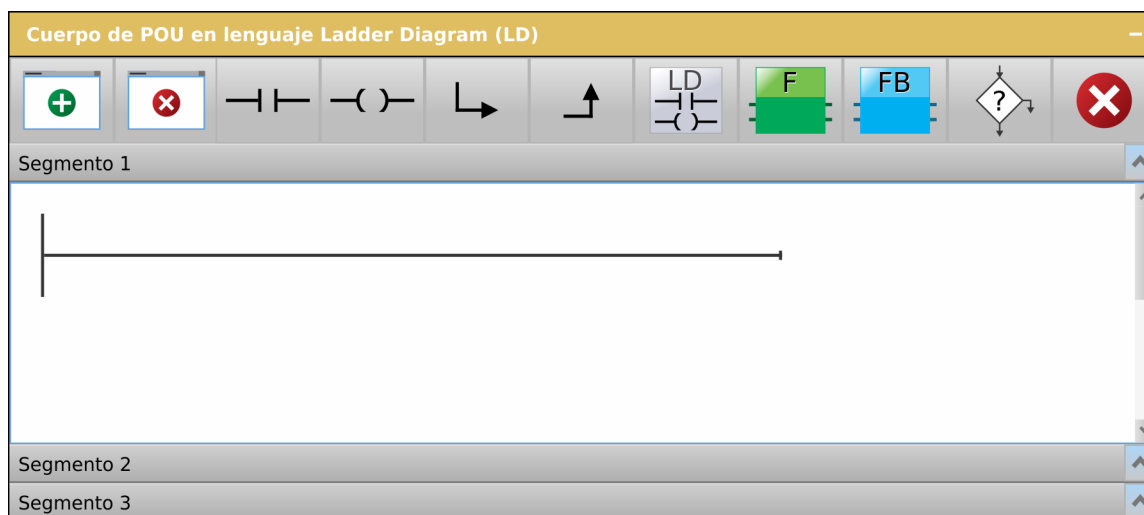 Cuerpo de POU en lenguaje Ladder Diagram (LD)
LD F FB ?
Segmento 1
Segmento 2
Segmento 3